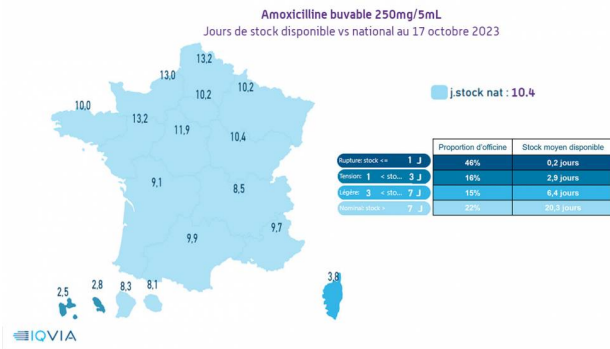 Amoxicilline buvable 250mg/5mL
Jours de stock disponible vs national au 17 octobre 2023
13,2
13,0
10,2
10,2
10,0
13,2
11,9
10,4
9,1
8,5
9,7
9,9
3,8
2,5
2,8
8,3
8,1
j.stock nat : 10.4
Proportion d'officine Stock moyen disponible
Rupture: stock <= 1 J 46% 0,2 jours
Tension: 1 < sto... 3 J 16% 2,9 jours
Légère: 3 < sto... 7 J 15% 6,4 jours
Nominal: stock > 7 J 22% 20,3 jours
IQVIA